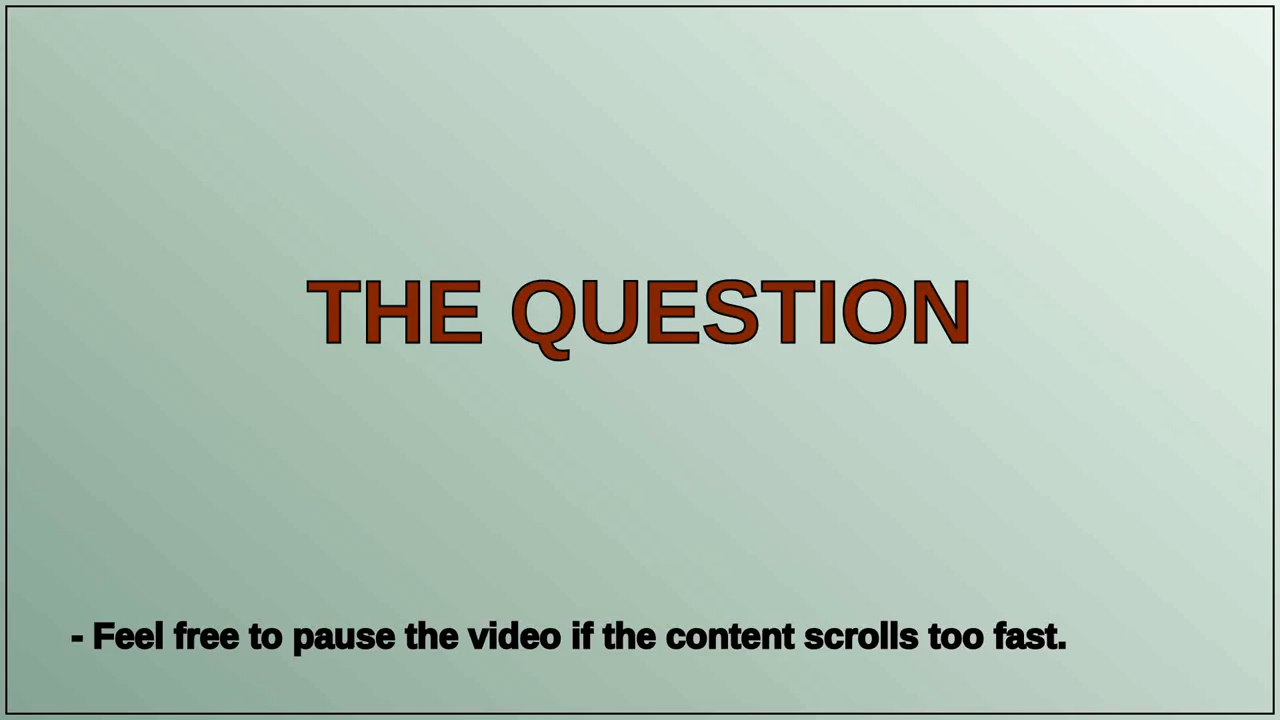 THE QUESTION
- Feel free to pause the video if the content scrolls too fast.